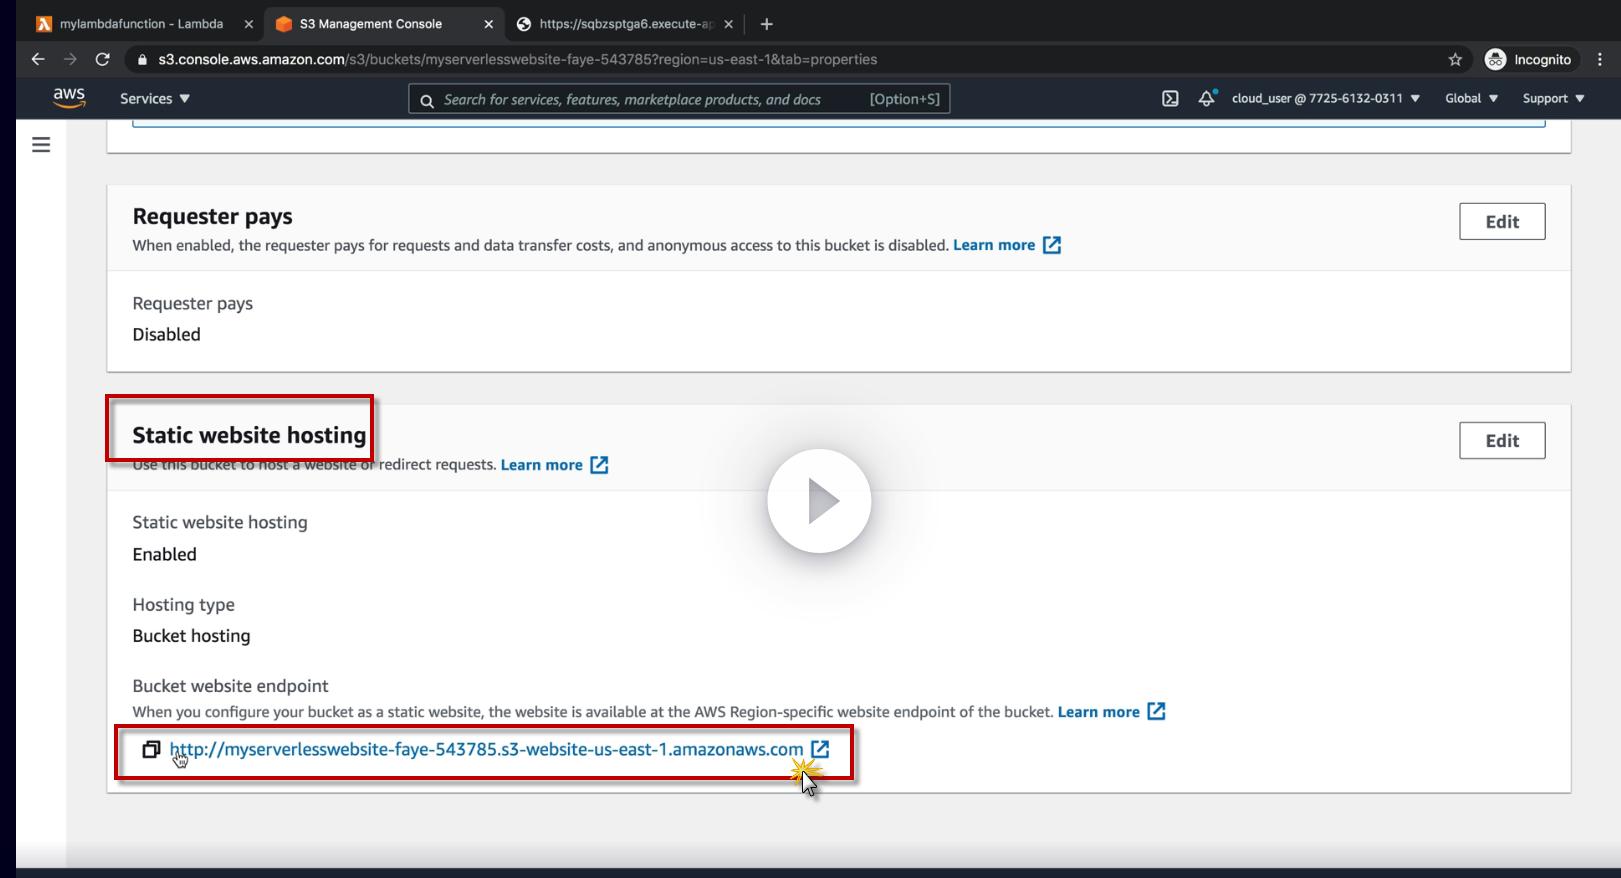 mylambdafunction - Lambda
S3 Management Console
https://sqbzsptga6.execute-ap
s3.console.aws.amazon.com/s3/buckets/myserverlesswebsite-faye-543785?region=us-east-1&tab=properties
Incognito
aws
Services ▼
Search for services, features, marketplace products, and docs [Option+S]
cloud_user @ 7725-6132-0311 ▼
Global ▼
Support ▼
Requester pays
When enabled, the requester pays for requests and data transfer costs, and anonymous access to this bucket is disabled. Learn more
Edit
Requester pays
Disabled
Static website hosting
Use this bucket to host a website or redirect requests. Learn more
Edit
Static website hosting
Enabled
Hosting type
Bucket hosting
Bucket website endpoint
When you configure your bucket as a static website, the website is available at the AWS Region-specific website endpoint of the bucket. Learn more
http://myserverlesswebsite-faye-543785.s3-website-us-east-1.amazonaws.com